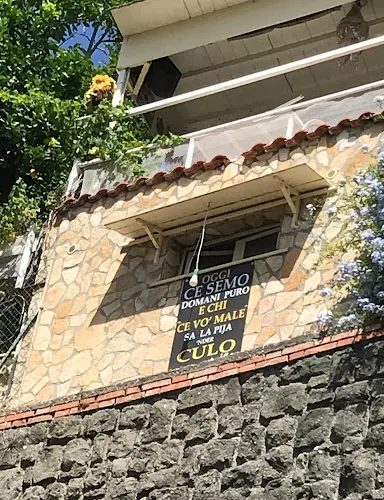 OGGI
CE SEMO
DOMANI PURO
E CHI
CE VO' MALE
SA LA PIJA
'NDER
CULO